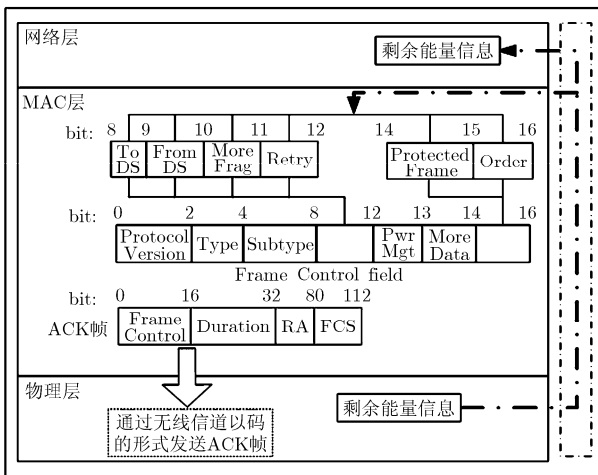 网络层
剩余能量信息
MAC层
bit: 8 9 10 11 12 14 15 16
To DS
From DS
More Frag
Retry
Protected Frame
Order
bit: 0 2 4 8 12 13 14 16
Protocol Version
Type
Subtype
Pwr Mgt
More Data
Frame Control field
bit: 0 16 32 80 112
ACK帧
Frame Control
Duration
RA
FCS
物理层
通过无线信道以码
的形式发送ACK帧
剩余能量信息